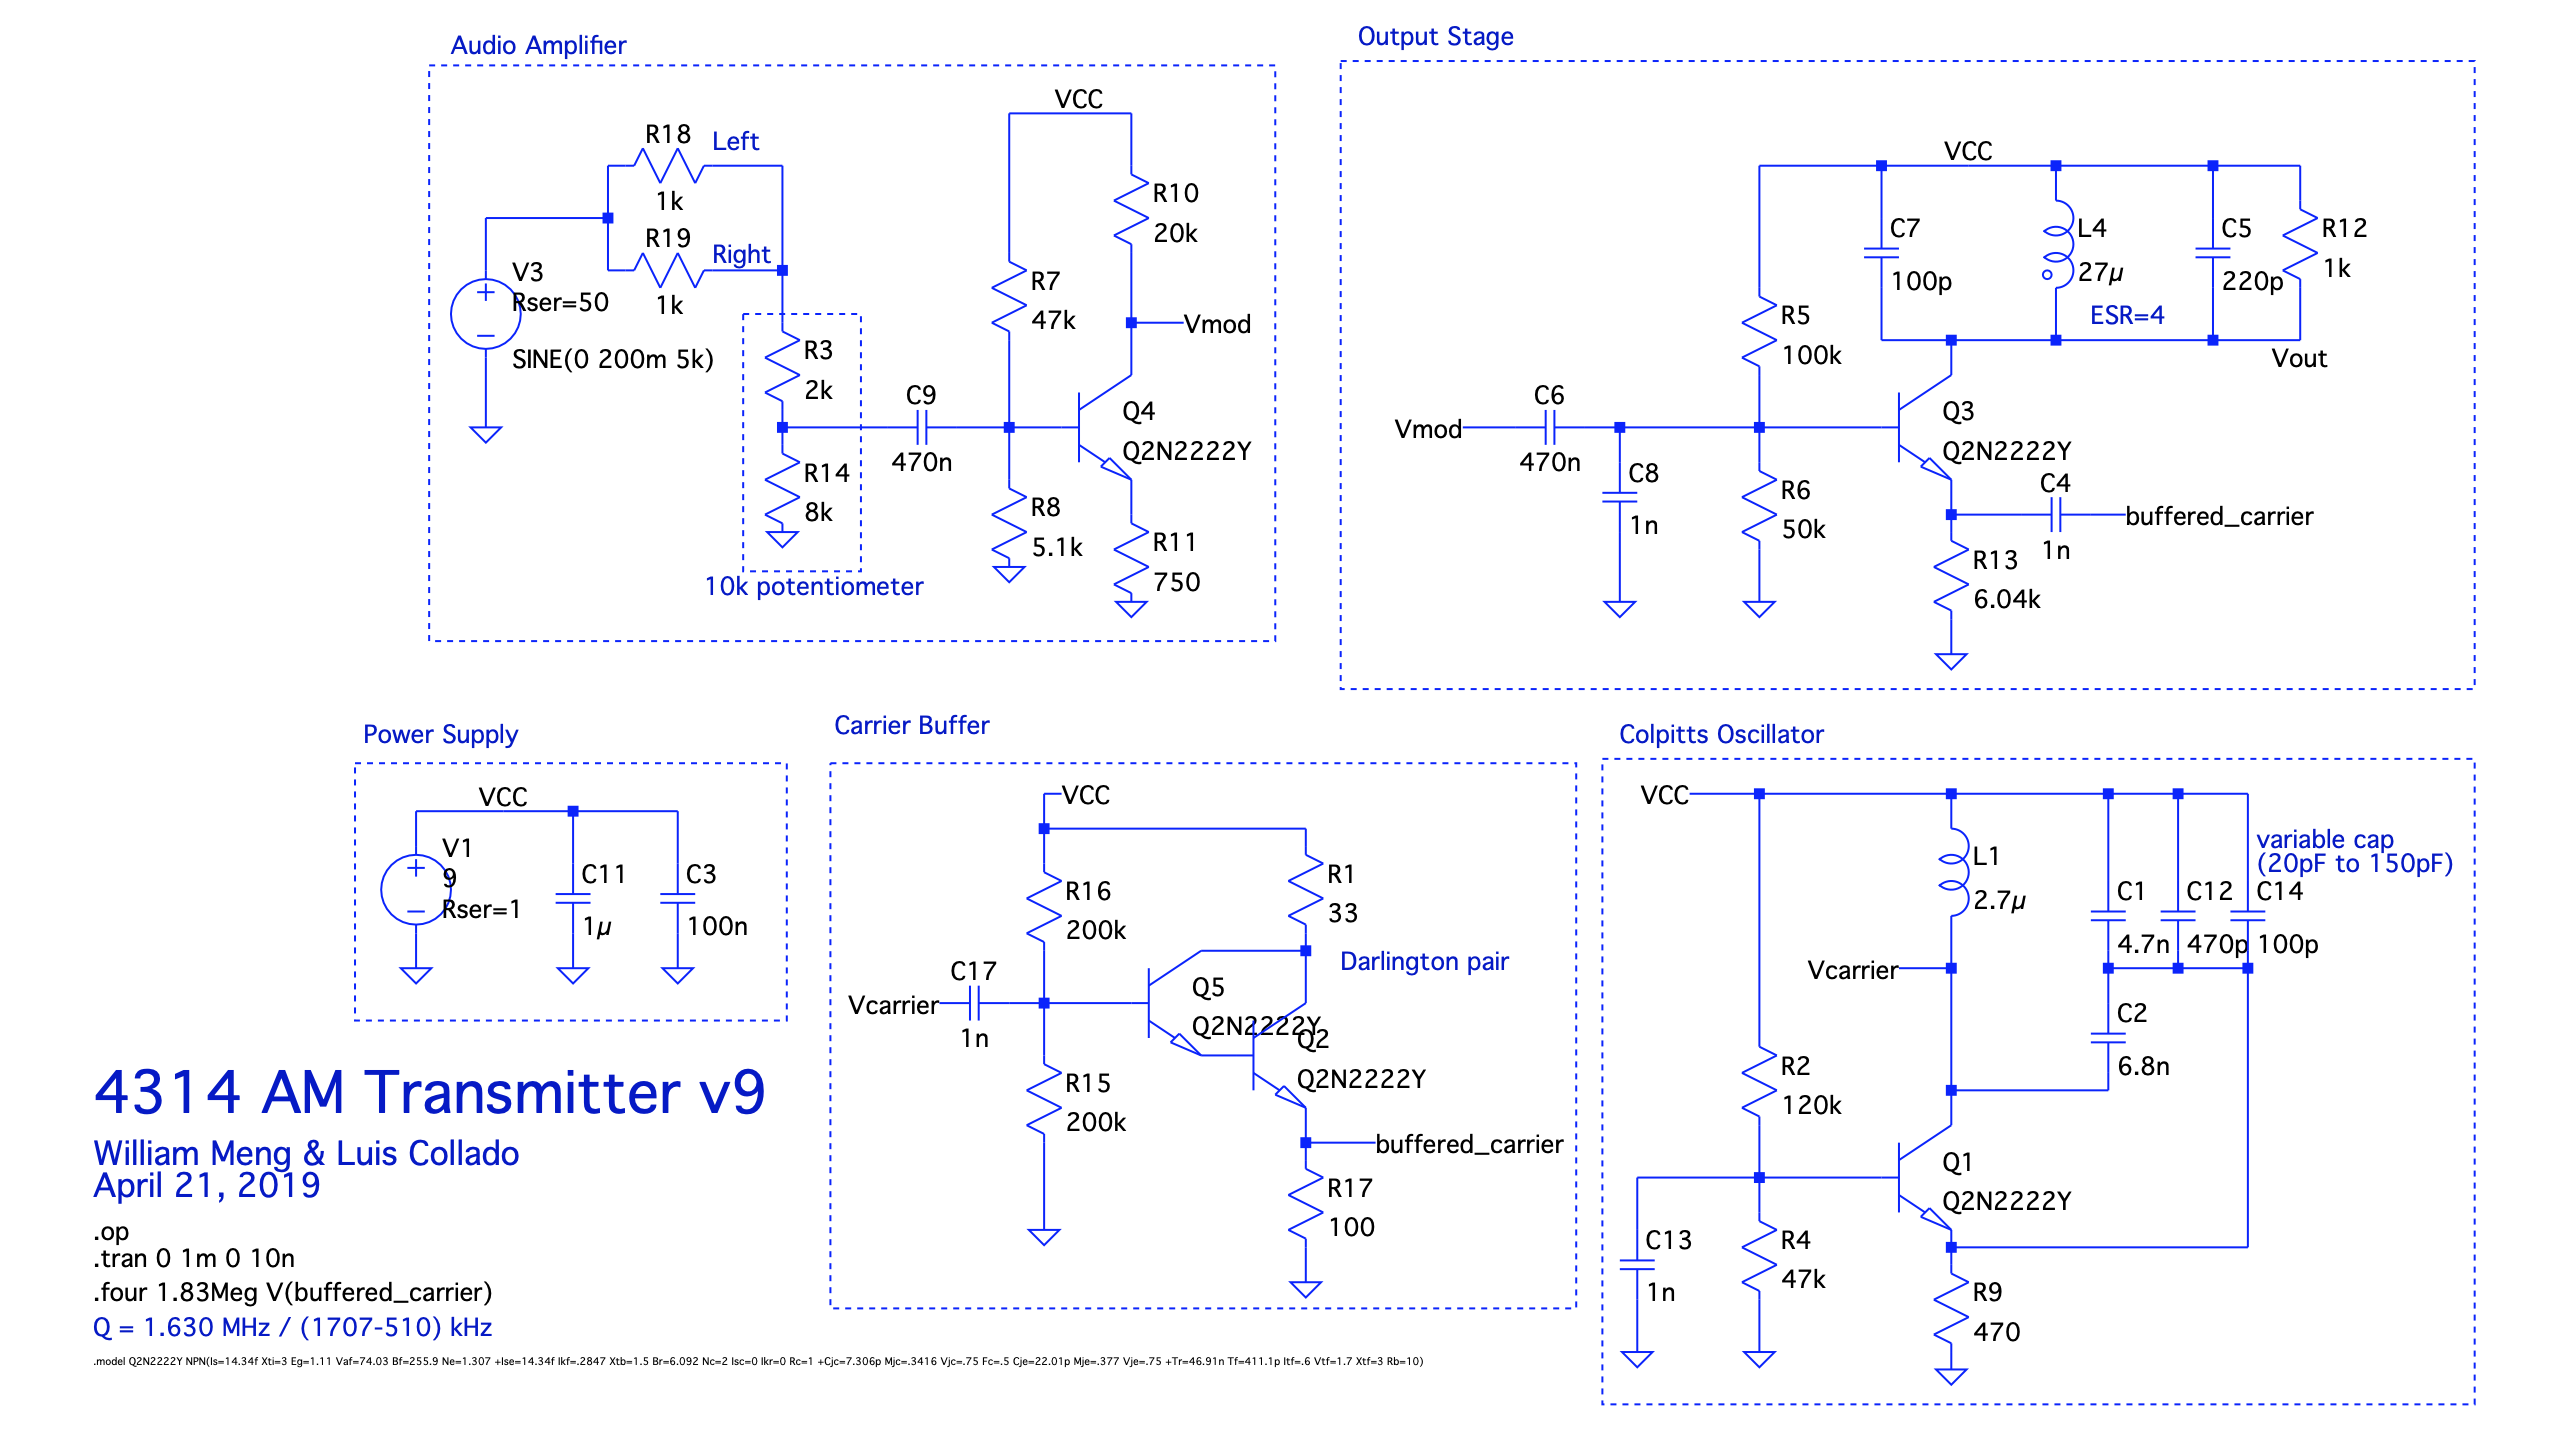 Audio Amplifier
VCC
R18
Left
1k
R19
Right
1k
V3
Rser=50
SINE(0 200m 5k)
R3
2k
R14
8k
10k potentiometer
C9
470n
R7
47k
R8
5.1k
R10
20k
Vmod
Q4
Q2N2222Y
R11
750
Output Stage
VCC
C7
100p
L4
27µ
ESR=4
C5
220p
R12
1k
Vout
R5
100k
Vmod
C6
470n
C8
1n
R6
50k
Q3
Q2N2222Y
C4
1n
buffered_carrier
R13
6.04k
Power Supply
VCC
V1
9
Rser=1
C11
1µ
C3
100n
Carrier Buffer
VCC
R16
200k
R1
33
Darlington pair
C17
Vcarrier
1n
Q5
Q2N2222Y
Q2
Q2N2222Y
R15
200k
buffered_carrier
R17
100
Colpitts Oscillator
VCC
L1
2.7µ
variable cap
(20pF to 150pF)
C1
4.7n
C12
470p
C14
100p
Vcarrier
C2
6.8n
R2
120k
Q1
Q2N2222Y
C13
1n
R4
47k
R9
470
4314 AM Transmitter v9
William Meng & Luis Collado
April 21, 2019
.op
.tran 0 1m 0 10n
.four 1.83Meg V(buffered_carrier)
Q = 1.630 MHz / (1707-510) kHz
.model Q2N2222Y NPN(Is=14.34f Xti=3 Eg=1.11 Vaf=74.03 Bf=255.9 Ne=1.307 +Ise=14.34f Ikf=.2847 Xtb=1.5 Br=6.092 Nc=2 Isc=0 Ikr=0 Rc=1 +Cjc=7.306p Mjc=.3416 Vjc=.75 Fc=.5 Cje=22.01p Mje=.377 Vje=.75 +Tr=46.91n Tf=411.1p Itf=.6 Vtf=1.7 Xtf=3 Rb=10)